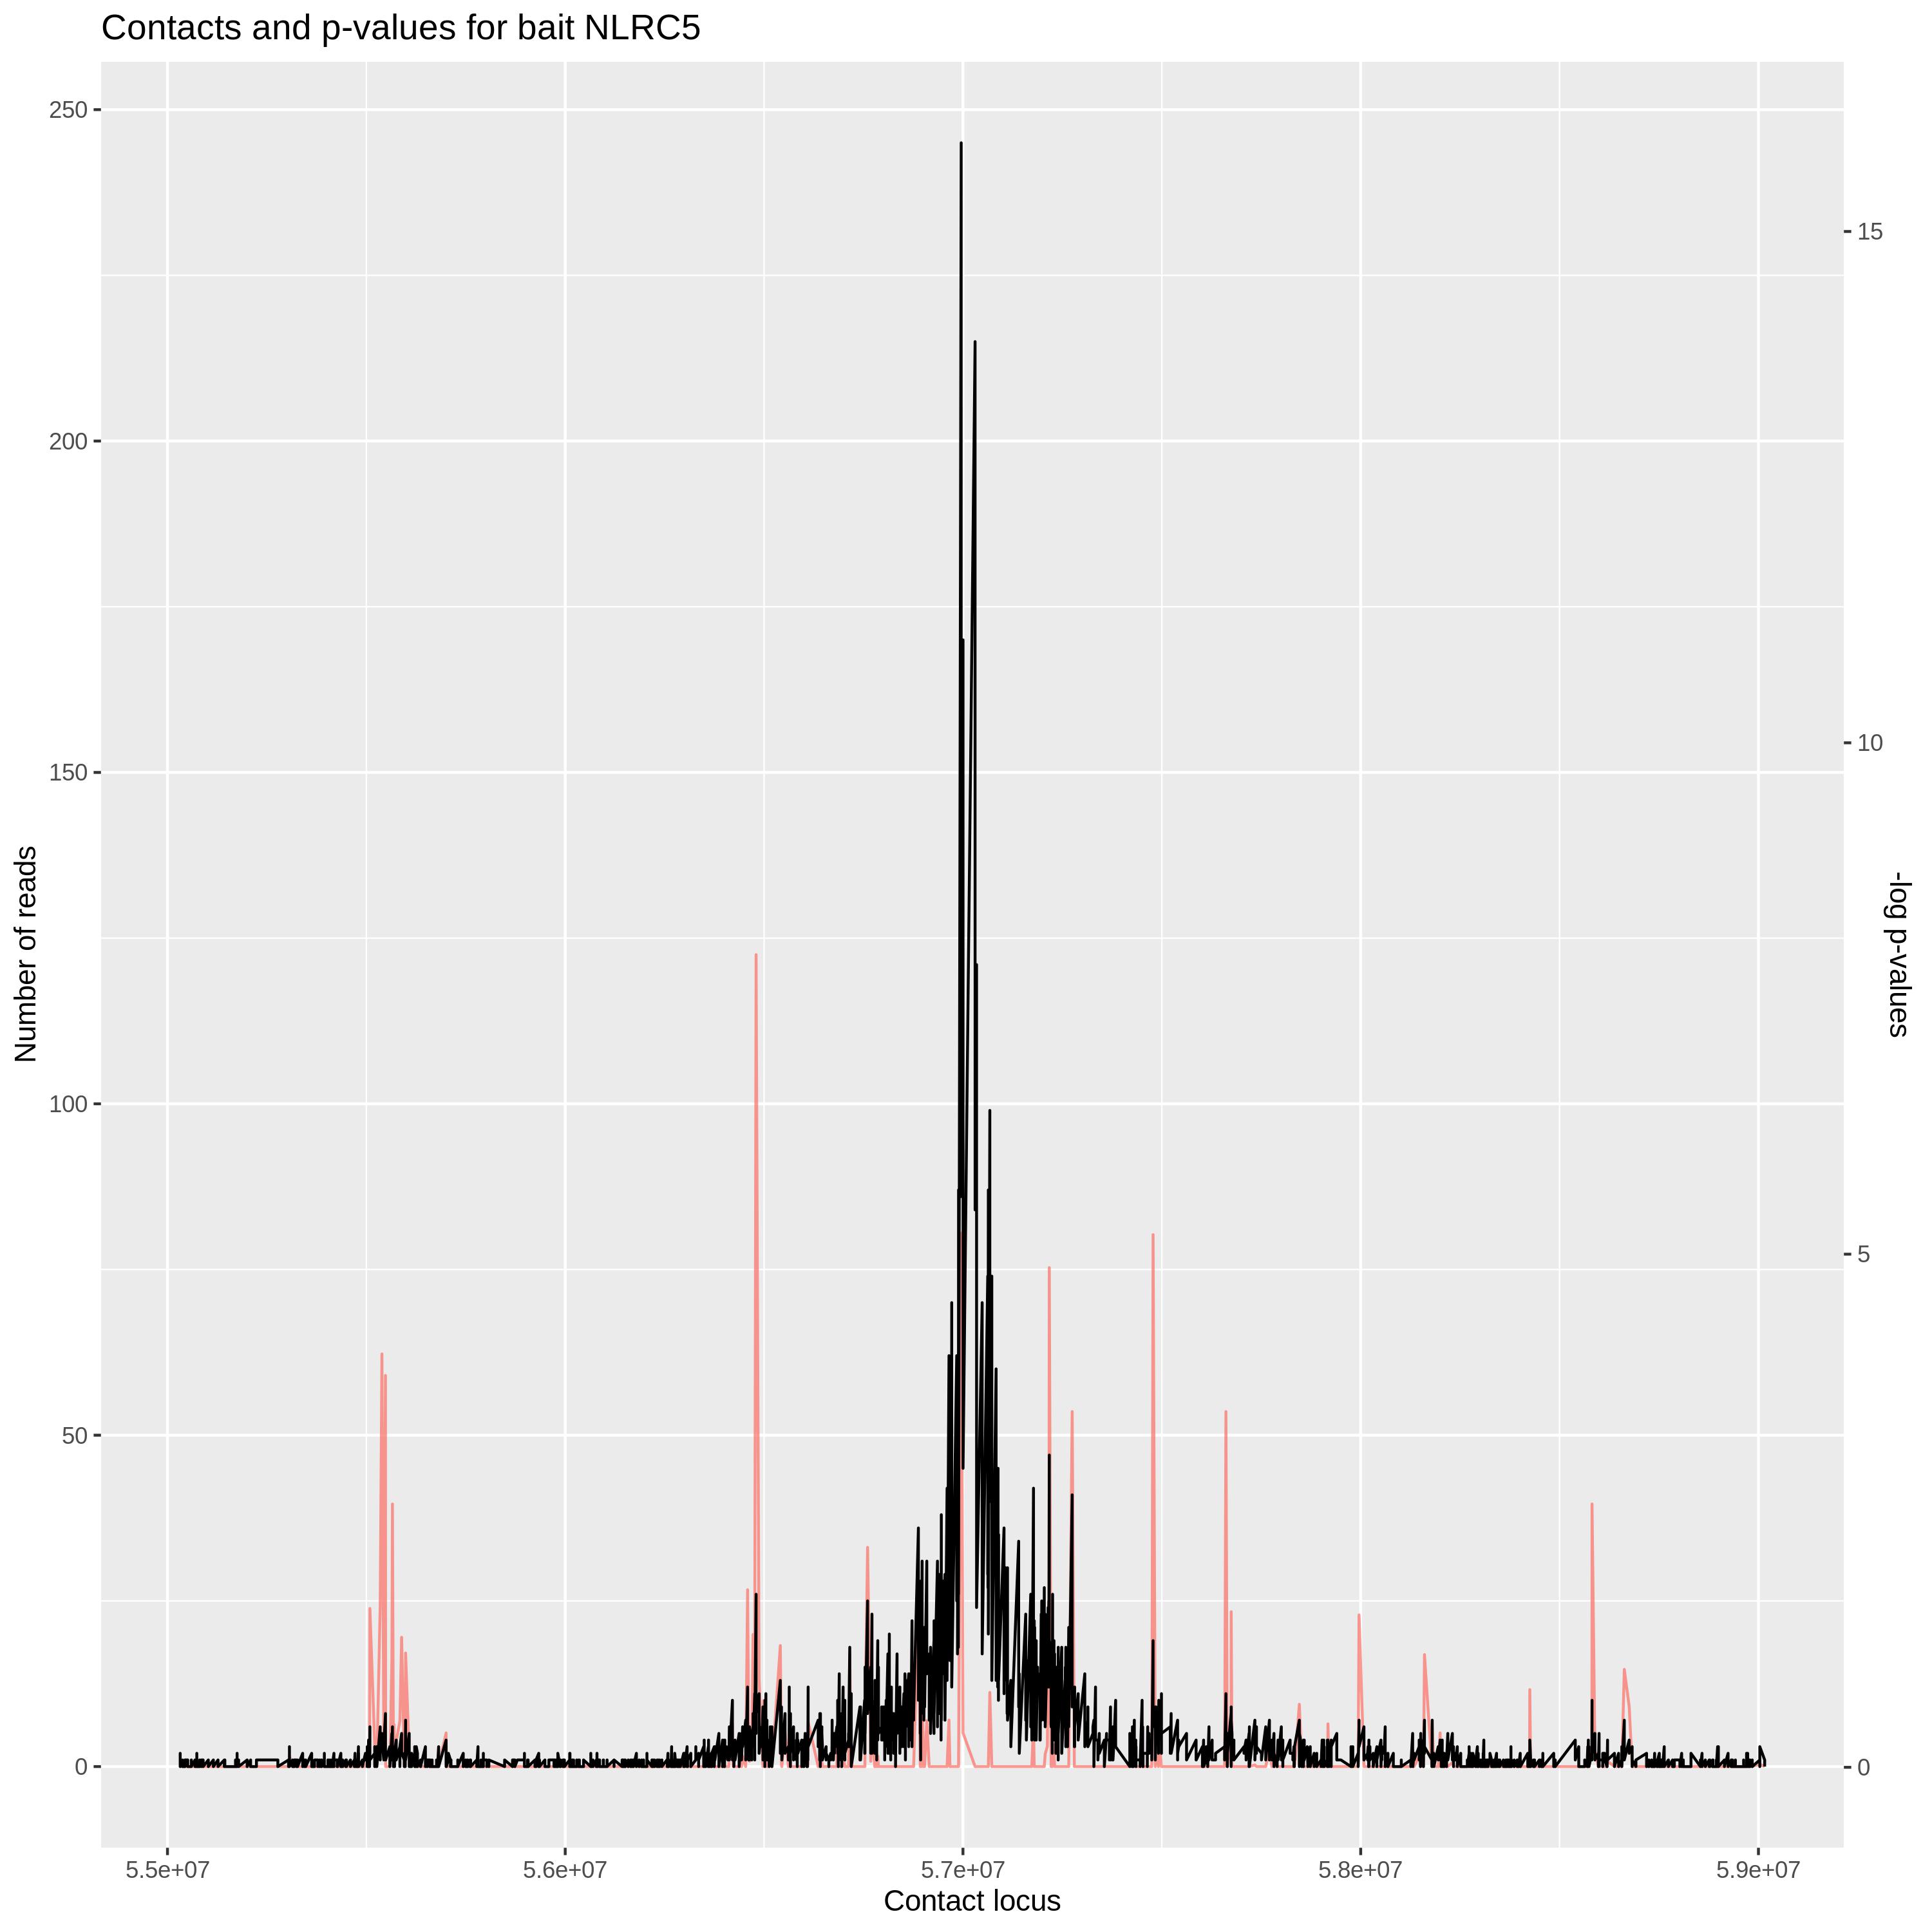 Contacts and p-values for bait NLRC5
250
200
150
100
50
0
Number of reads
15
10
5
0
-log p-values
5.5e+07
5.6e+07
5.7e+07
5.8e+07
5.9e+07
Contact locus